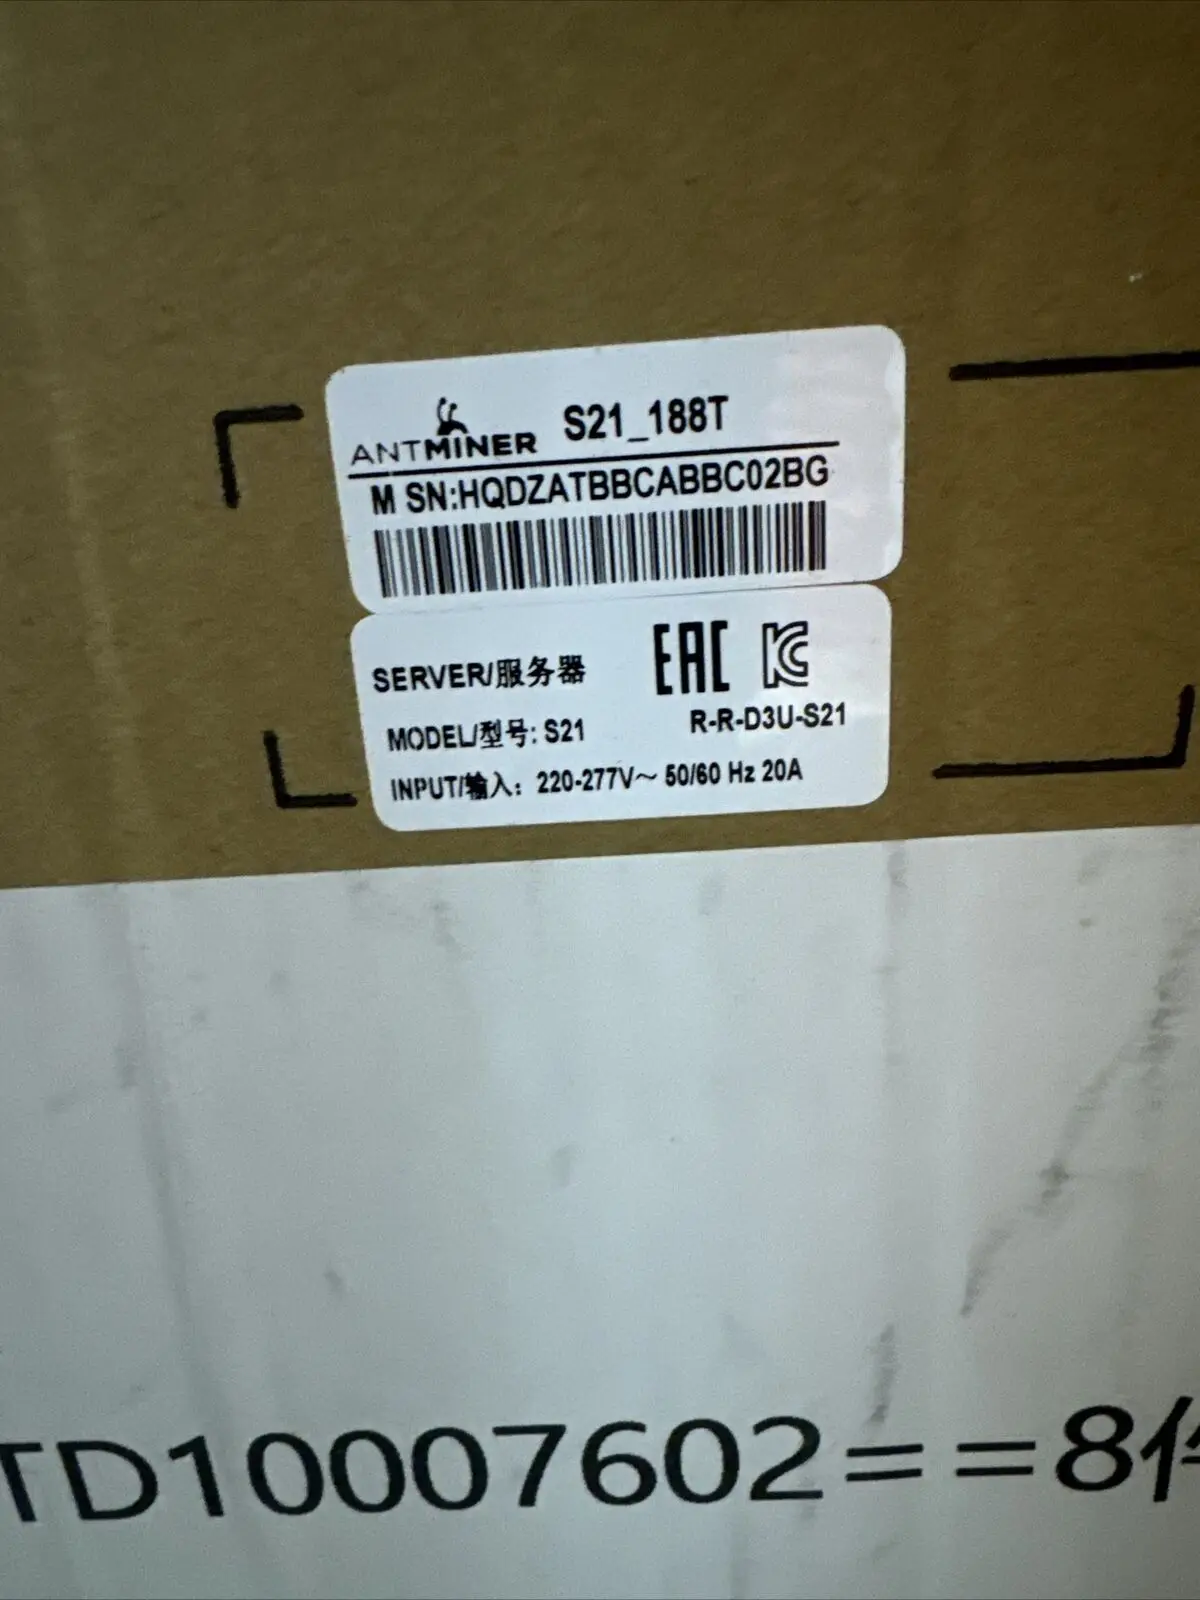 ANTMINER S21_188T
M SN:HQDZATBBCABBC02BG
SERVER/服务器
EAC
MODEL/型号: S21
R-R-D3U-S21
INPUT/输入: 220-277V～ 50/60 Hz 20A
TD10007602==8件